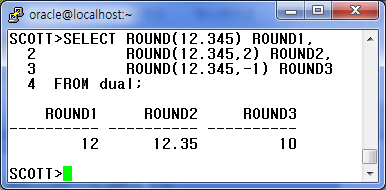 oracle@localhost:~
SCOTT>SELECT ROUND(12.345) ROUND1,
2 ROUND(12.345,2) ROUND2,
3 ROUND(12.345,-1) ROUND3
4 FROM dual;
ROUND1 ROUND2 ROUND3
---------- ---------- ----------
12 12.35 10
SCOTT>